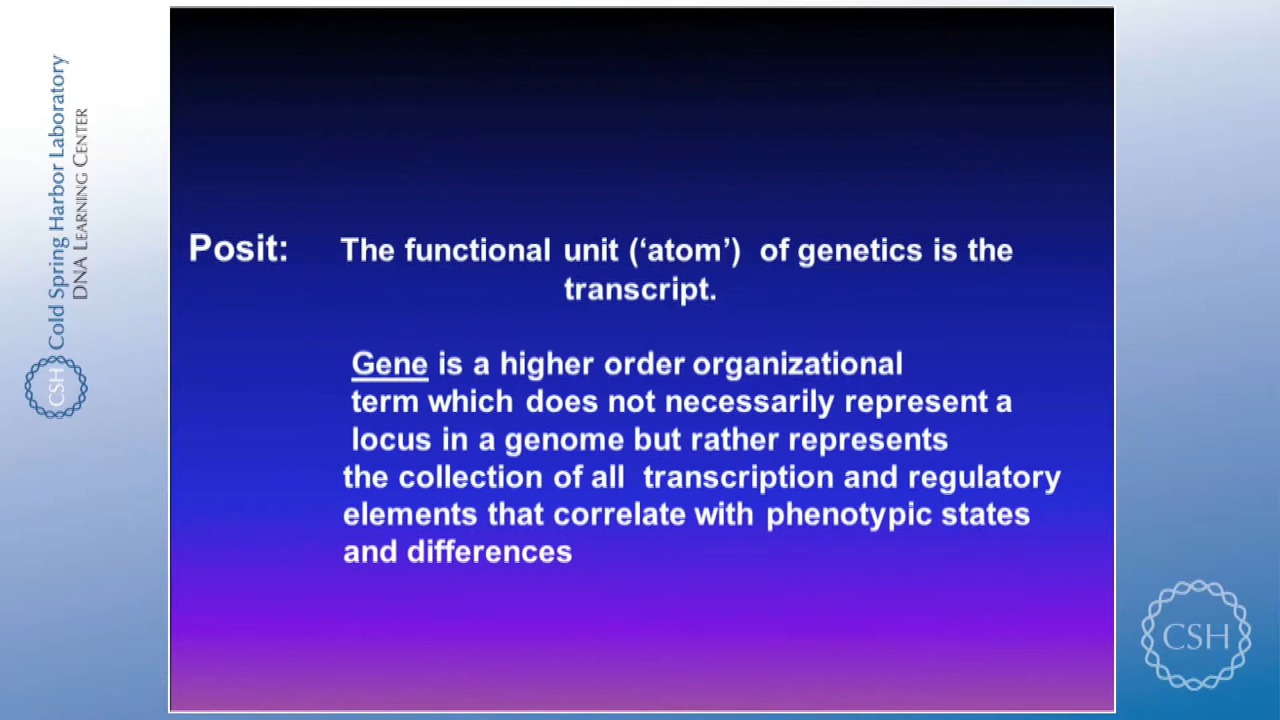 Cold Spring Harbor Laboratory
DNA LEARNING CENTER
CSH
Posit: The functional unit (‘atom’) of genetics is the
transcript.
Gene is a higher order organizational
term which does not necessarily represent a
locus in a genome but rather represents
the collection of all transcription and regulatory
elements that correlate with phenotypic states
and differences
CSH